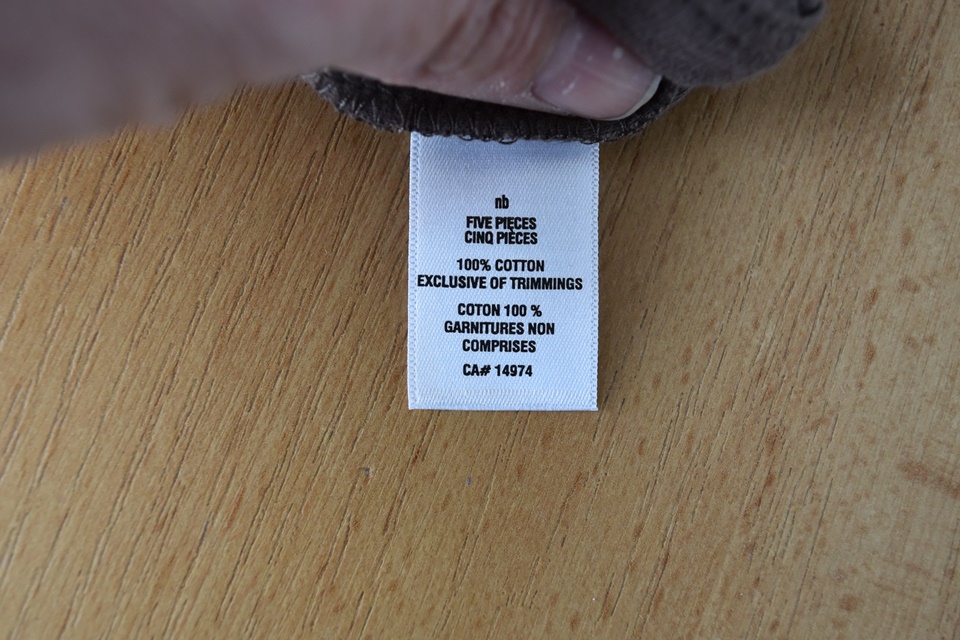 nb
FIVE PIECES
CINQ PIÈCES
100% COTTON
EXCLUSIVE OF TRIMMINGS
COTON 100 %
GARNITURES NON
COMPRISES
CA# 14974